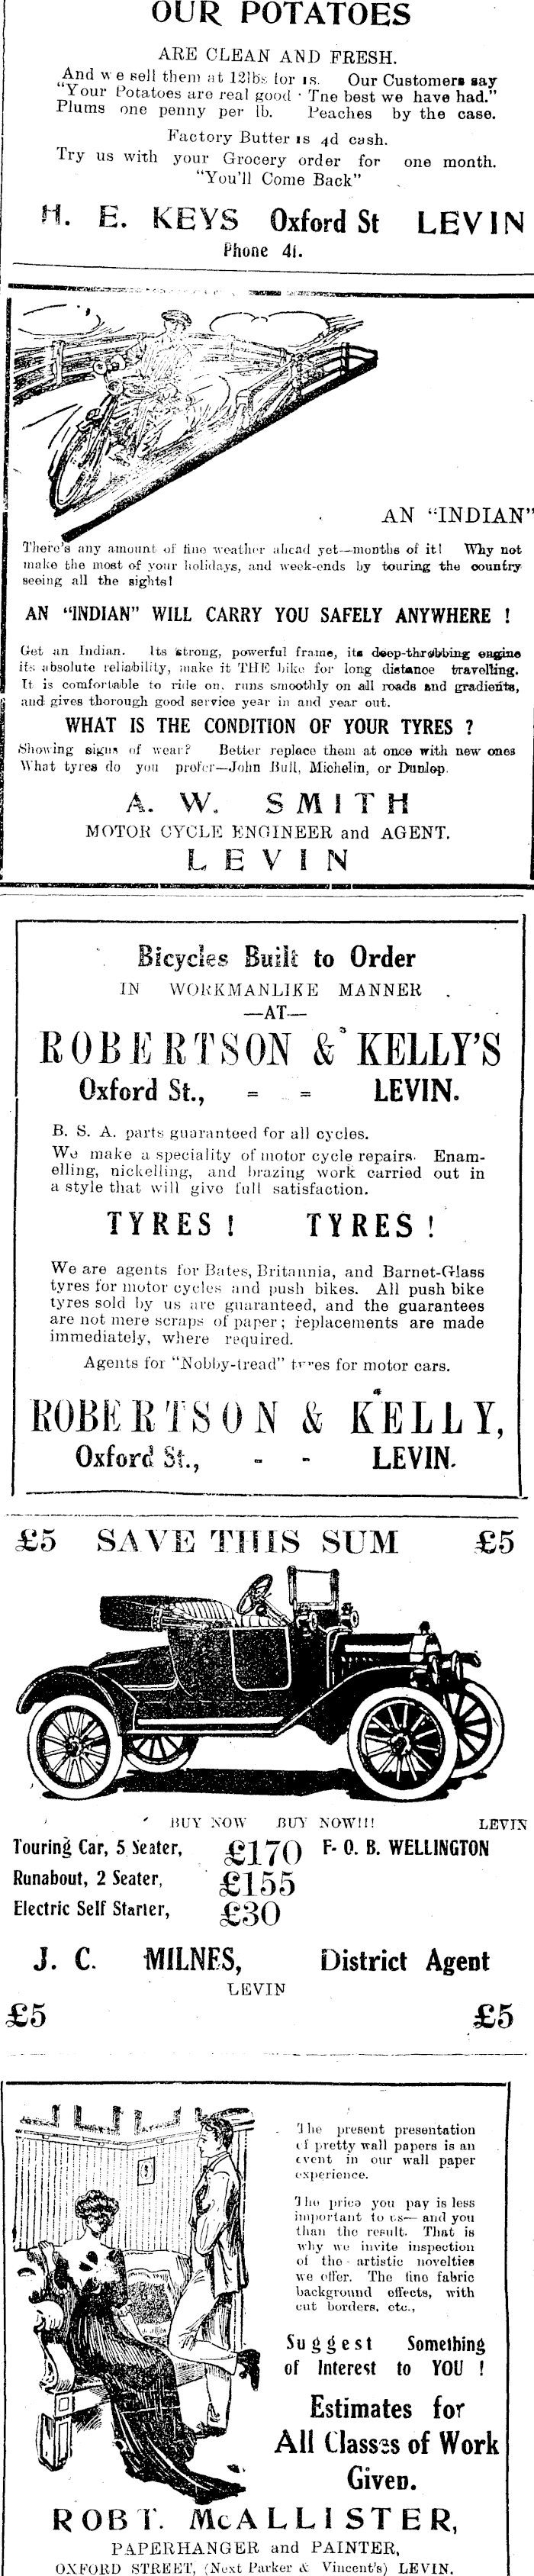 OUR POTATOES
ARE CLEAN AND FRESH.
And we sell them at 12lbs for 1s. Our Customers say
"Your Potatoes are real good · Tne best we have had."
Plums one penny per lb. Peaches by the case.
Factory Butter is 4d cash.
Try us with your Grocery order for one month.
"You'll Come Back"
H. E. KEYS Oxford St LEVIN
Phone 41.
AN "INDIAN"
There's any amount of fine weather ahead yet—months of it! Why not
make the most of your holidays, and week-ends by touring the country
seeing all the sights!
AN "INDIAN" WILL CARRY YOU SAFELY ANYWHERE !
Get an Indian. Its strong, powerful frame, its deep-throbbing engine
its absolute reliability, make it THE bike for long distance travelling.
It is comfortable to ride on, runs smoothly on all roads and gradients,
and gives thorough good service year in and year out.
WHAT IS THE CONDITION OF YOUR TYRES ?
Showing signs of wear? Better replace them at once with new ones
What tyres do you prefer—John Bull, Michelin, or Dunlop.
A. W. SMITH
MOTOR CYCLE ENGINEER and AGENT.
LEVIN
Bicycles Built to Order
IN WORKMANLIKE MANNER .
—AT—
ROBERTSON & KELLY'S
Oxford St., = = LEVIN.
B. S. A. parts guaranteed for all cycles.
We make a speciality of motor cycle repairs. Enam-
elling, nickelling, and brazing work carried out in
a style that will give full satisfaction.
TYRES ! TYRES !
We are agents for Bates, Britannia, and Barnet-Glass
tyres for motor cycles and push bikes. All push bike
tyres sold by us are guaranteed, and the guarantees
are not mere scraps of paper; replacements are made
immediately, where required.
Agents for "Nobby-tread" tyres for motor cars.
ROBERTSON & KELLY,
Oxford St., - - LEVIN.
£5 SAVE THIS SUM £5
BUY NOW BUY NOW!!! LEVIN
Touring Car, 5 Seater, £170 F. O. B. WELLINGTON
Runabout, 2 Seater, £155
Electric Self Starter, £30
J. C. MILNES, District Agent
LEVIN
£5 £5
The present presentation
of pretty wall papers is an
event in our wall paper
experience.
The price you pay is less
important to us— and you
than the result. That is
why we invite inspection
of the artistic novelties
we offer. The fine fabric
background effects, with
cut borders, etc.,
Suggest Something
of Interest to YOU !
Estimates for
All Classes of Work
Given.
ROBT. McALLISTER,
PAPERHANGER and PAINTER,
OXFORD STREET, (Next Parker & Vincent's) LEVIN.